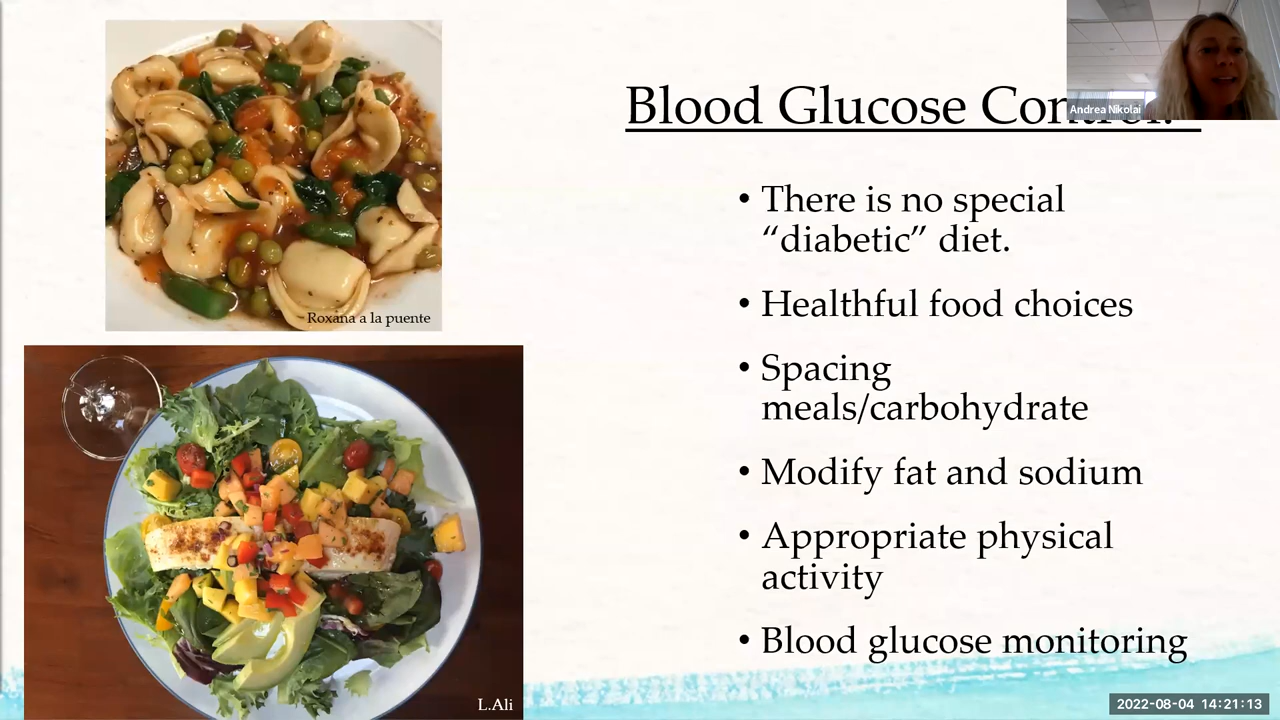 Andrea Nikolai
Blood Glucose Control:
• There is no special
“diabetic” diet.
• Healthful food choices
• Spacing
meals/carbohydrate
• Modify fat and sodium
• Appropriate physical
activity
• Blood glucose monitoring
Roxana a la puente
L.Ali
2022-08-04 14:21:13